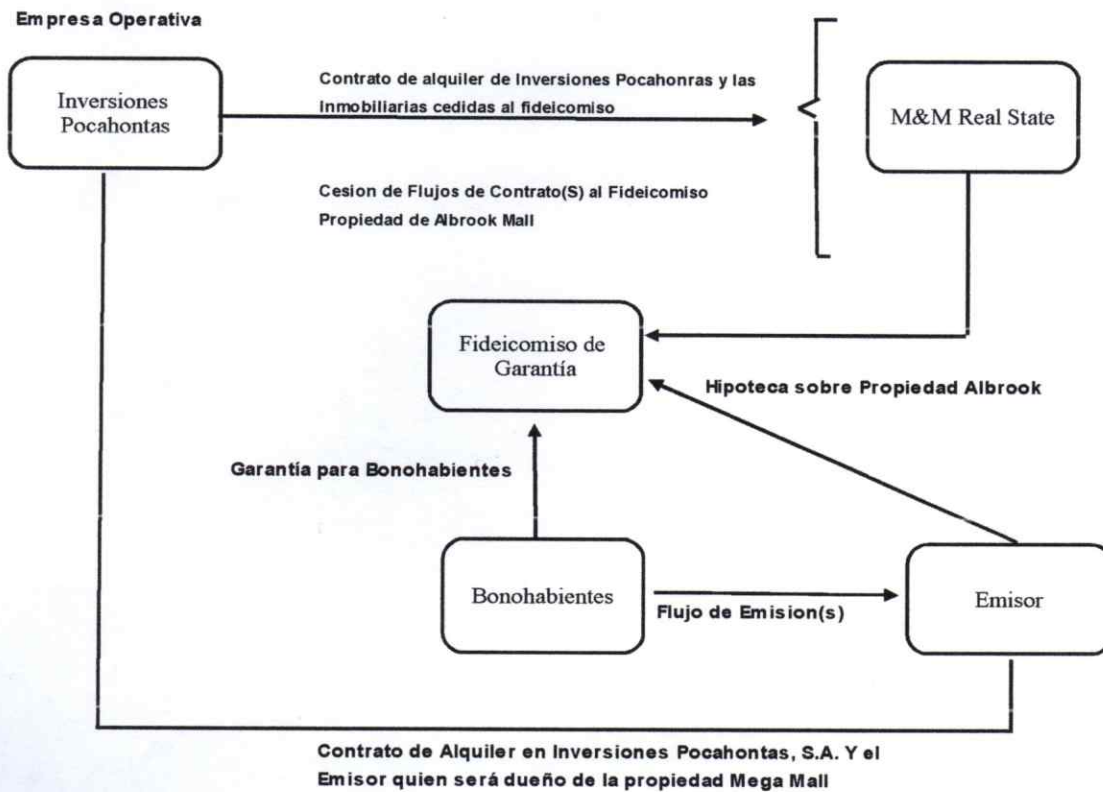 Empresa Operativa
Inversiones
Pocahontas
Contrato de alquiler de Inversiones Pocahonras y las
Inmobiliarias cedidas al fideicomiso
M&M Real State
Cesion de Flujos de Contrato(S) al Fideicomiso
Propiedad de Albrook Mall
Fideicomiso de
Garantía
Hipoteca sobre Propiedad Albrook
Garantía para Bonohabientes
Bonohabientes
Flujo de Emision(s)
Emisor
Contrato de Alquiler en Inversiones Pocahontas, S.A. Y el
Emisor quien será dueño de la propiedad Mega Mall